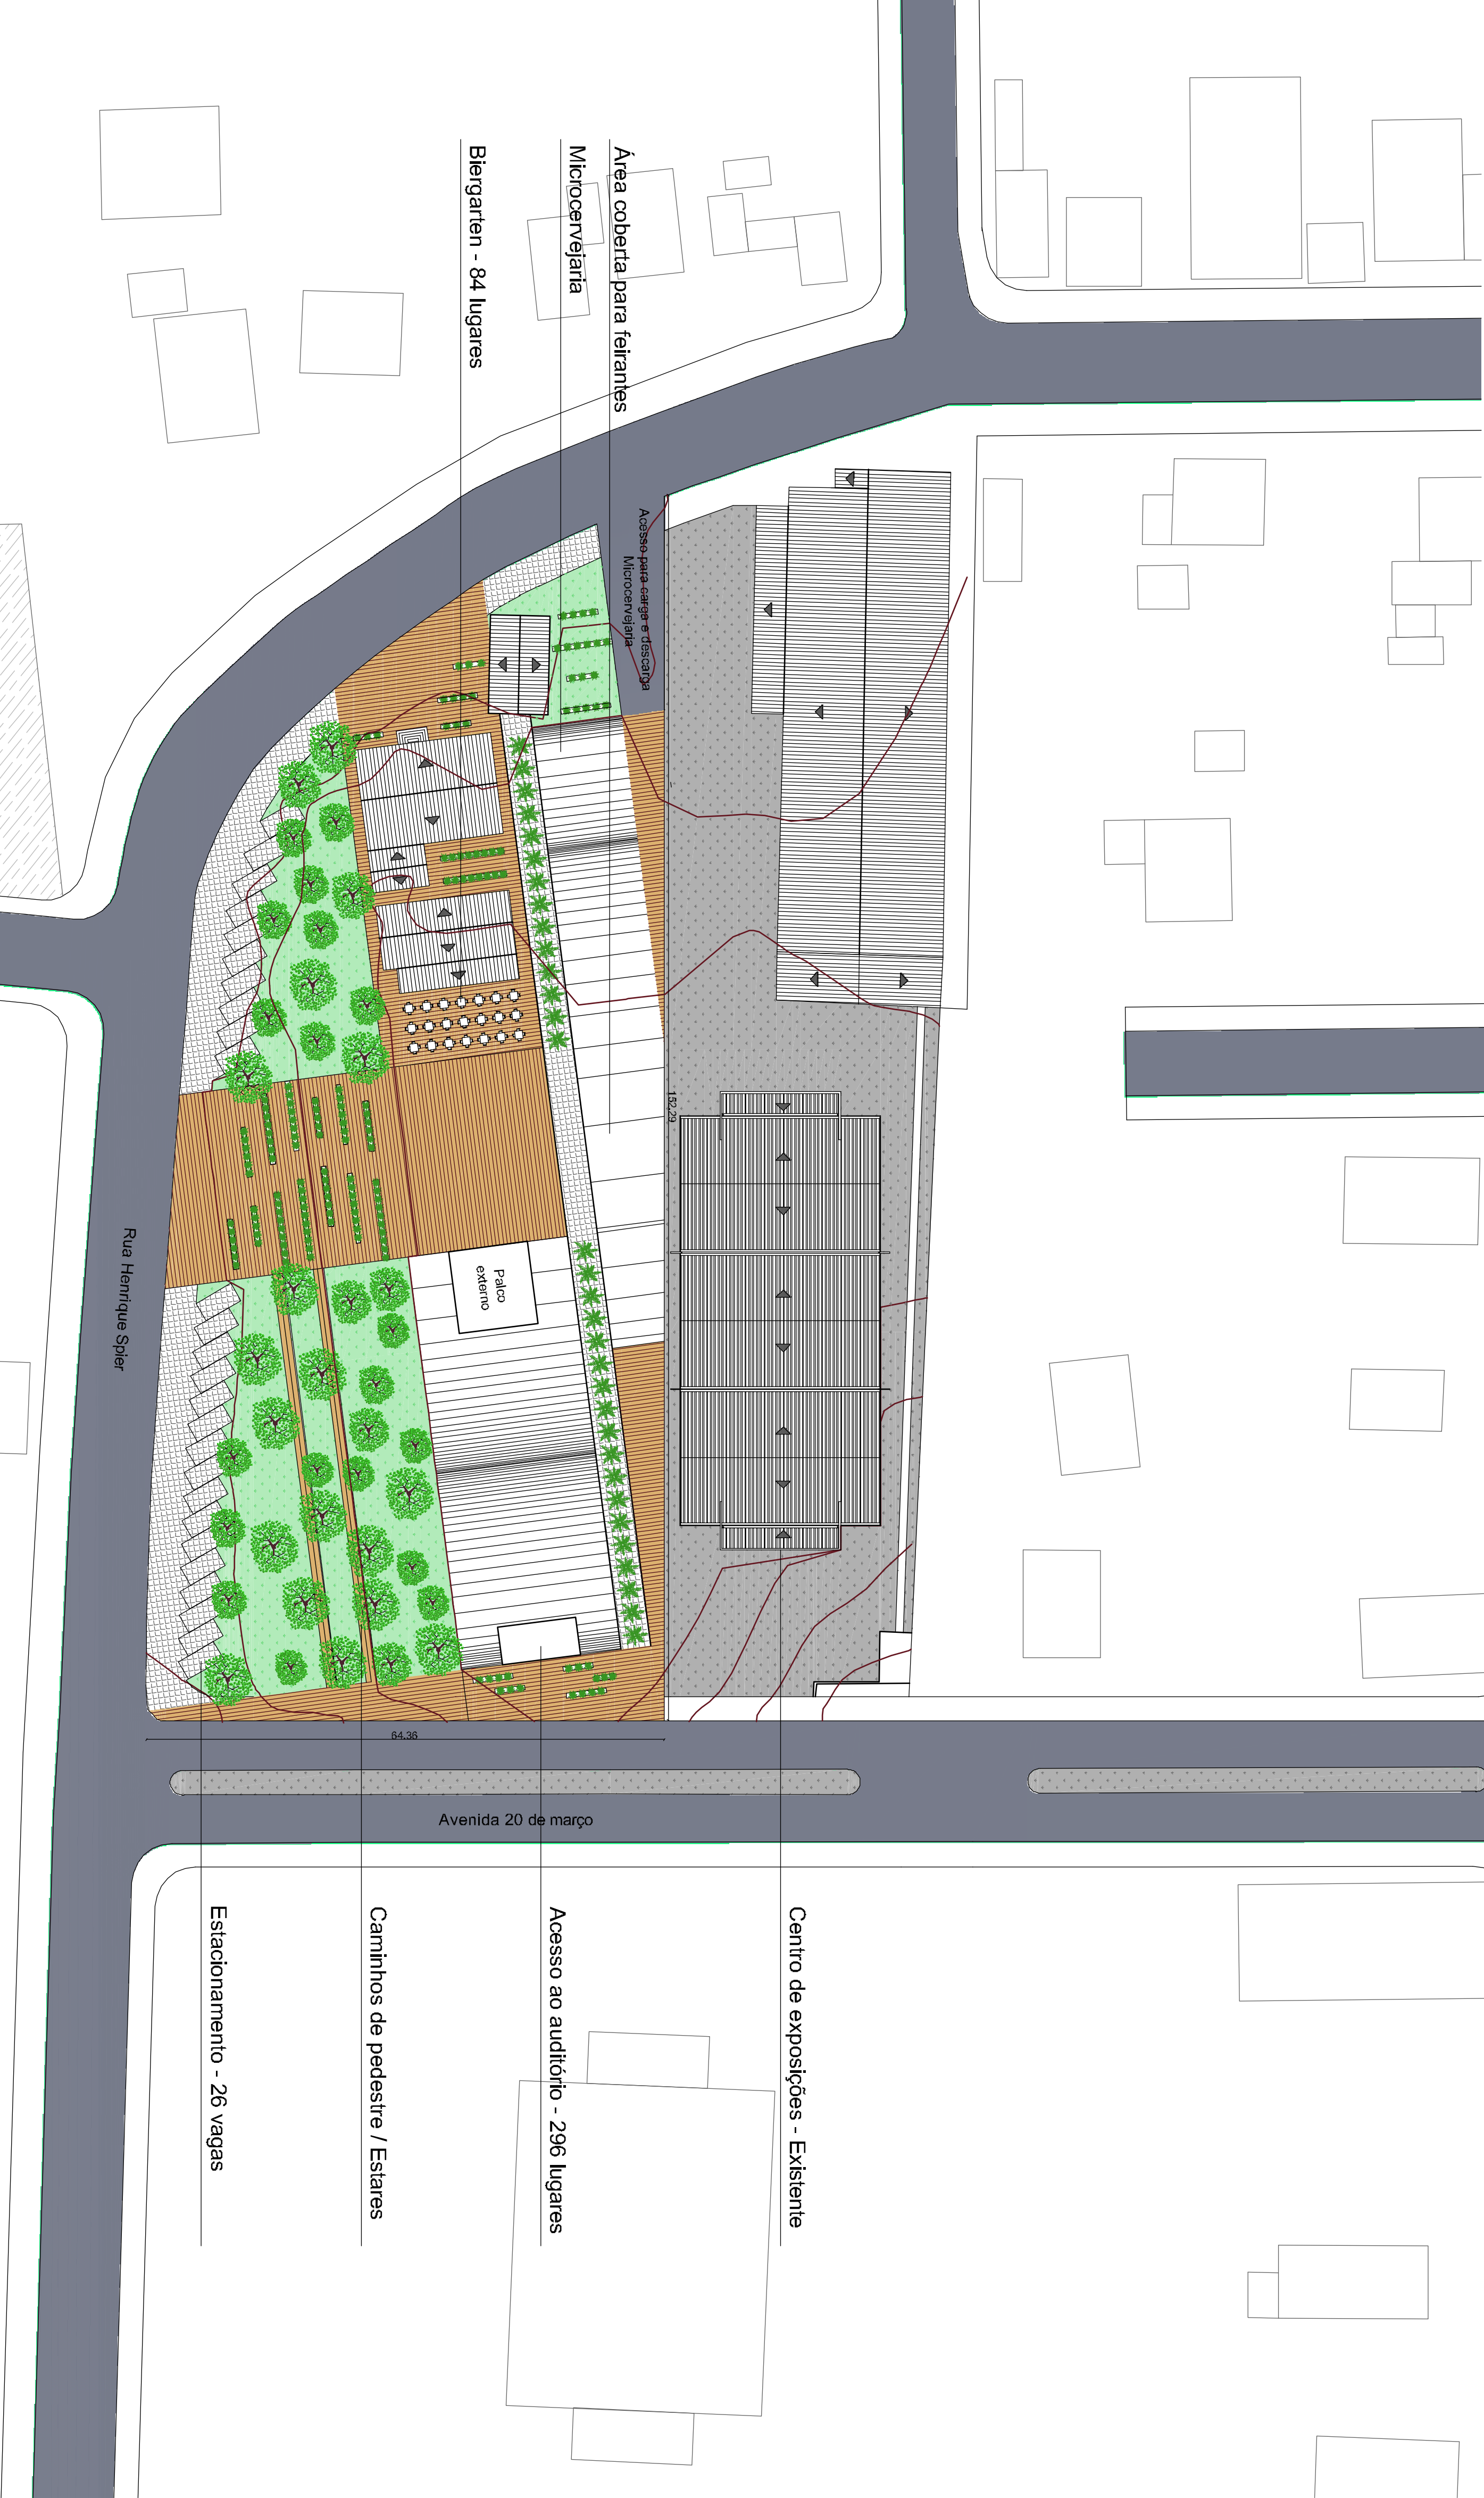 Área coberta para feirantes
Microcervejaria
Biergarten - 84 lugares
Acesso para carga e descarga
Microcervejaria
152,29
Palco
externo
Rua Henrique Spier
64.36
Avenida 20 de março
Centro de exposições - Existente
Acesso ao auditório - 296 lugares
Caminhos de pedestre / Estares
Estacionamento - 26 vagas